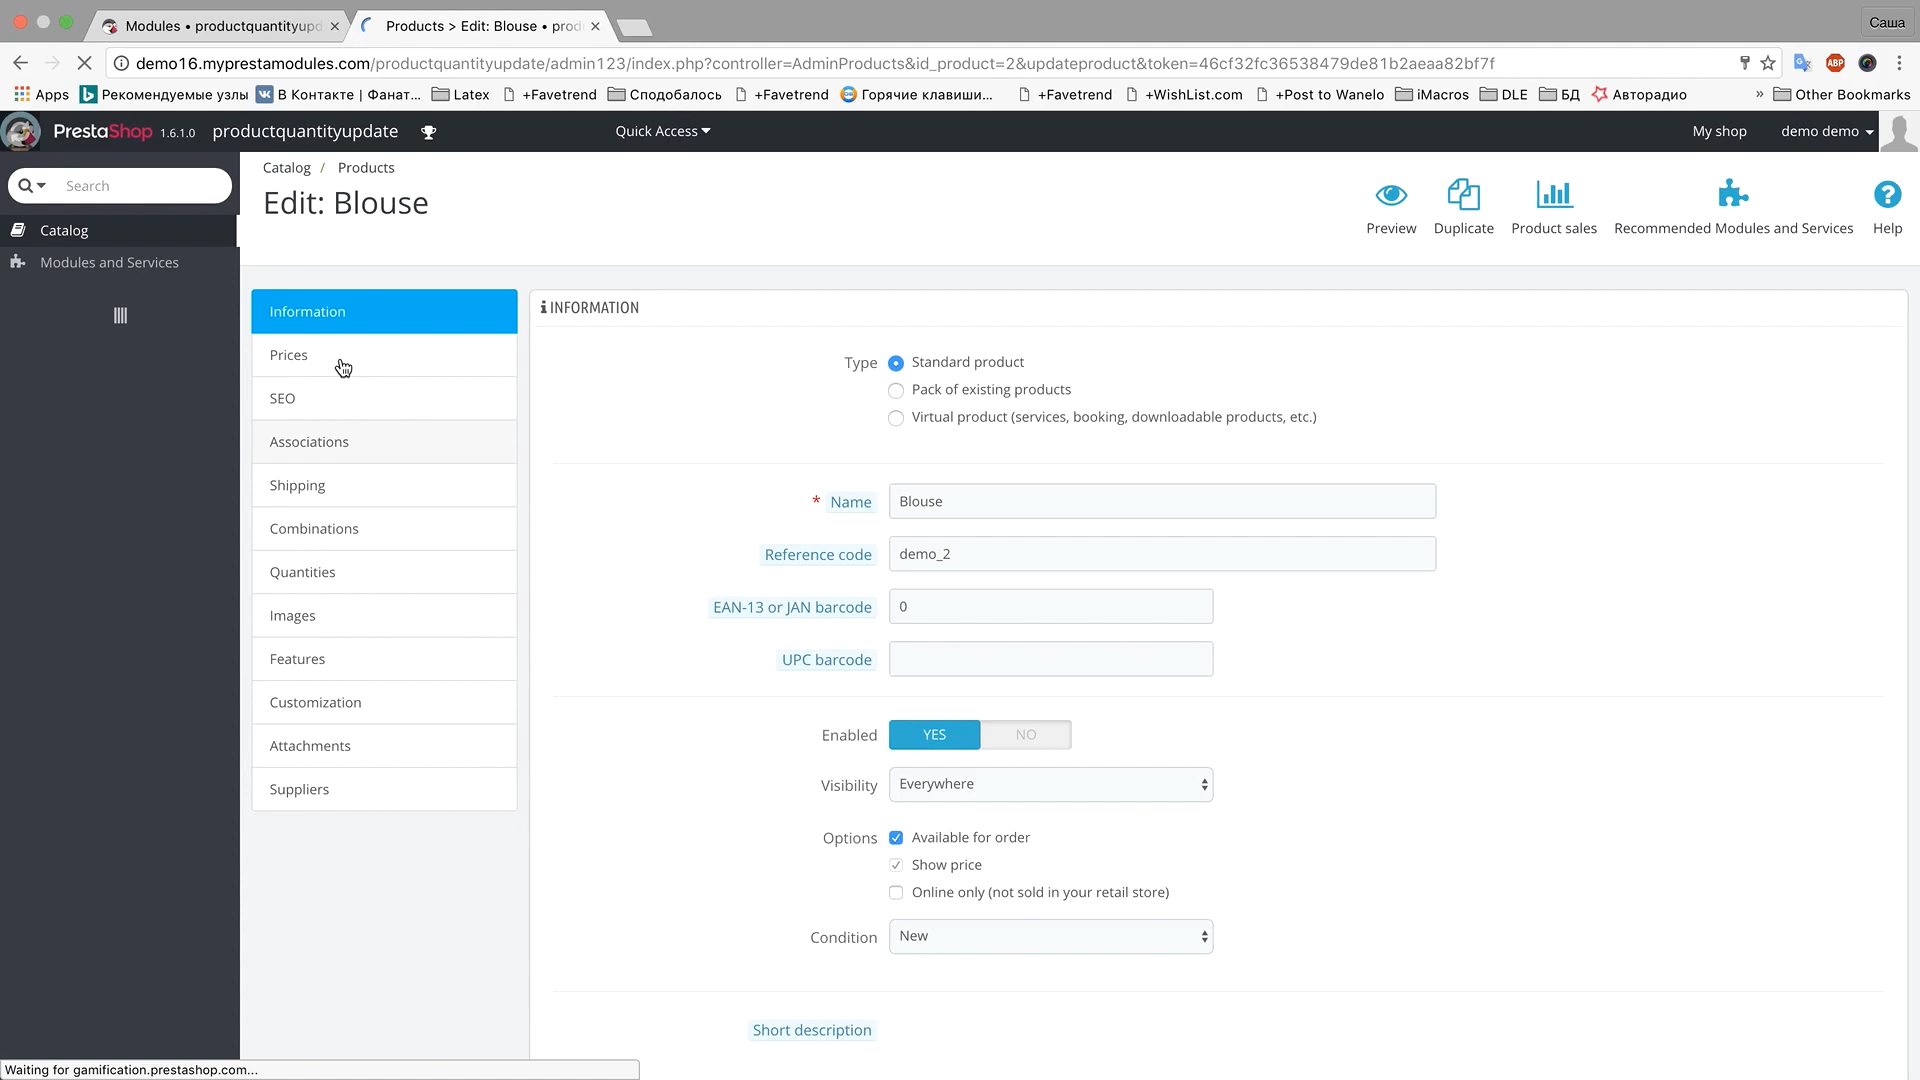 Modules • productquantityupd
Products > Edit: Blouse • prod
Саша
demo16.myprestamodules.com/productquantityupdate/admin123/index.php?controller=AdminProducts&id_product=2&updateproduct&token=46cf32fc36538479de81b2aeaa82bf7f
ABP
Apps
Рекомендуемые узлы
В Контакте | Фанат...
Latex
+Favetrend
Сподобалось
+Favetrend
Горячие клавиши...
+Favetrend
+WishList.com
+Post to Wanelo
iMacros
DLE
БД
Авторадио
»
Other Bookmarks
PrestaShop 1.6.1.0
productquantityupdate
Quick Access
My shop
demo demo
Search
Catalog
Modules and Services
Catalog / Products
Edit: Blouse
Preview
Duplicate
Product sales
Recommended Modules and Services
Help
Information
Prices
SEO
Associations
Shipping
Combinations
Quantities
Images
Features
Customization
Attachments
Suppliers
INFORMATION
Type
Standard product
Pack of existing products
Virtual product (services, booking, downloadable products, etc.)
* Name
Blouse
Reference code
demo_2
EAN-13 or JAN barcode
0
UPC barcode
Enabled
YES
NO
Visibility
Everywhere
Options
Available for order
Show price
Online only (not sold in your retail store)
Condition
New
Short description
Waiting for gamification.prestashop.com...